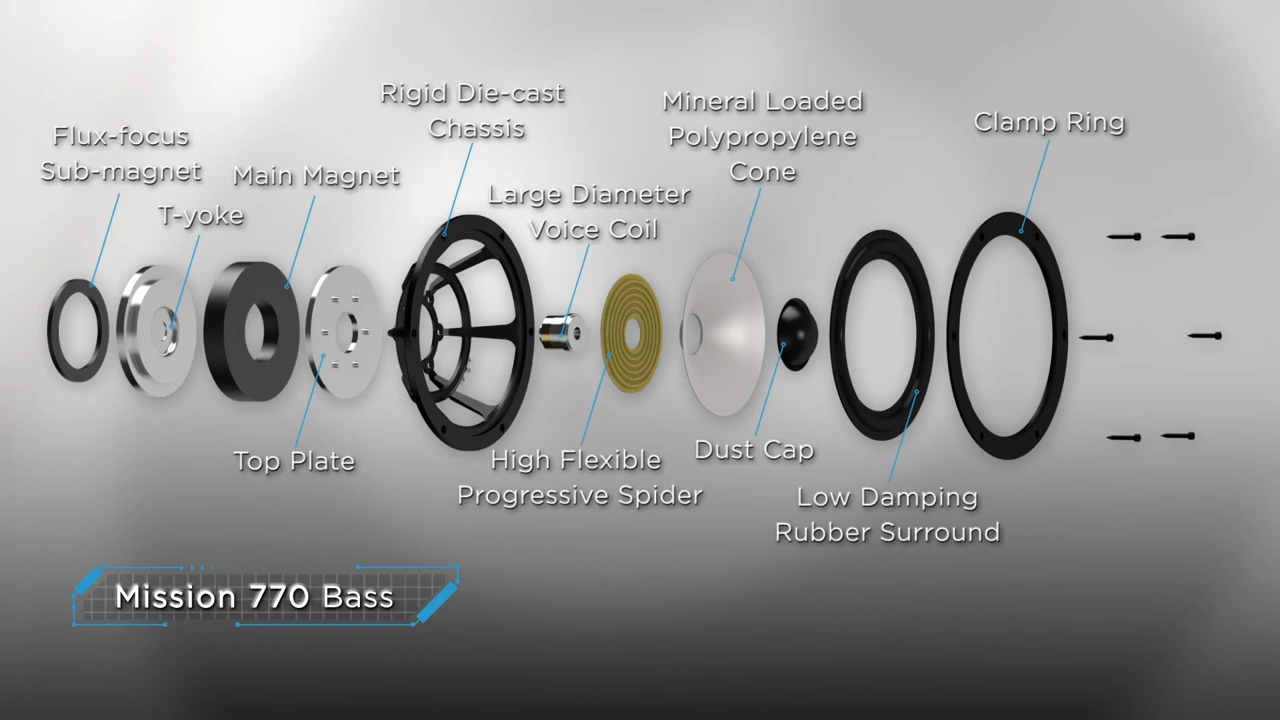 Rigid Die-cast
Chassis
Mineral Loaded
Polypropylene
Cone
Clamp Ring
Flux-focus
Sub-magnet
Main Magnet
T-yoke
Large Diameter
Voice Coil
Top Plate
High Flexible
Progressive Spider
Dust Cap
Low Damping
Rubber Surround
Mission 770 Bass